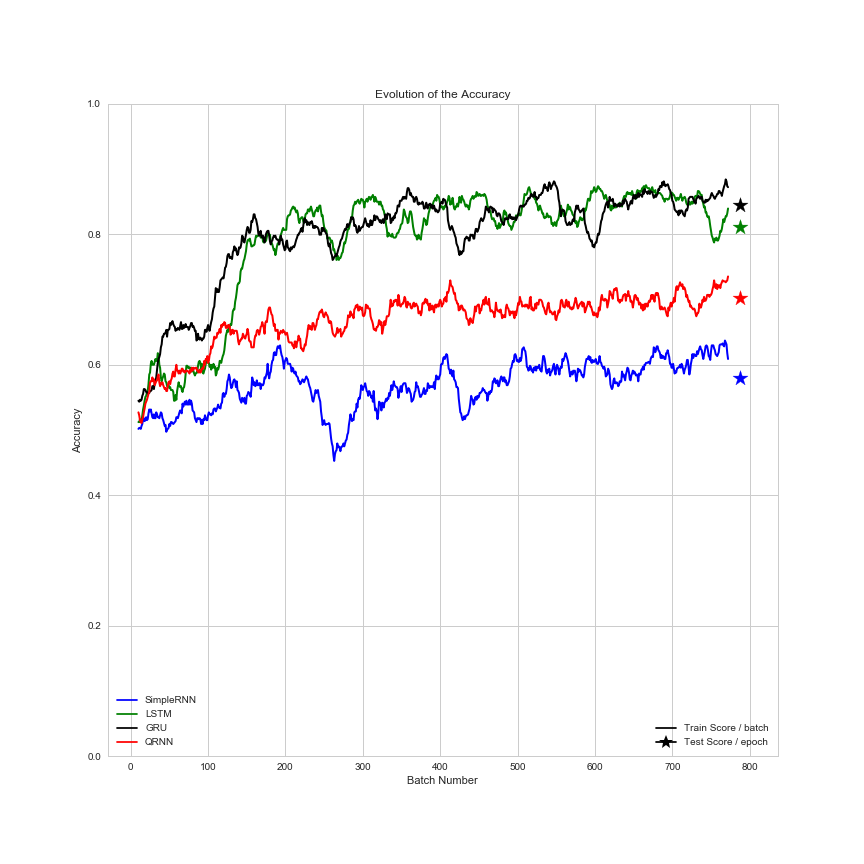 Evolution of the Accuracy
1.0
0.8
0.6
0.4
0.2
0.0
Accuracy
SimpleRNN
LSTM
GRU
QRNN
Train Score / batch
Test Score / epoch
0 100 200 300 400 500 600 700 800
Batch Number